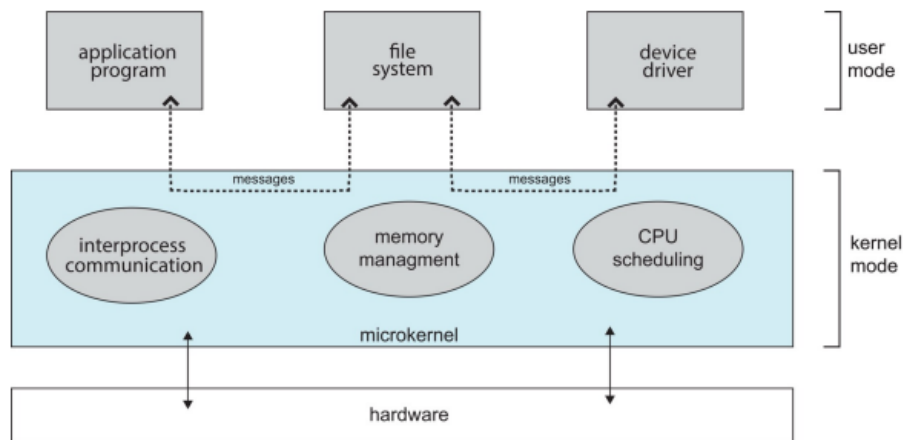 application
program
file
system
device
driver
user
mode
messages
messages
interprocess
communication
memory
managment
CPU
scheduling
kernel
mode
microkernel
hardware